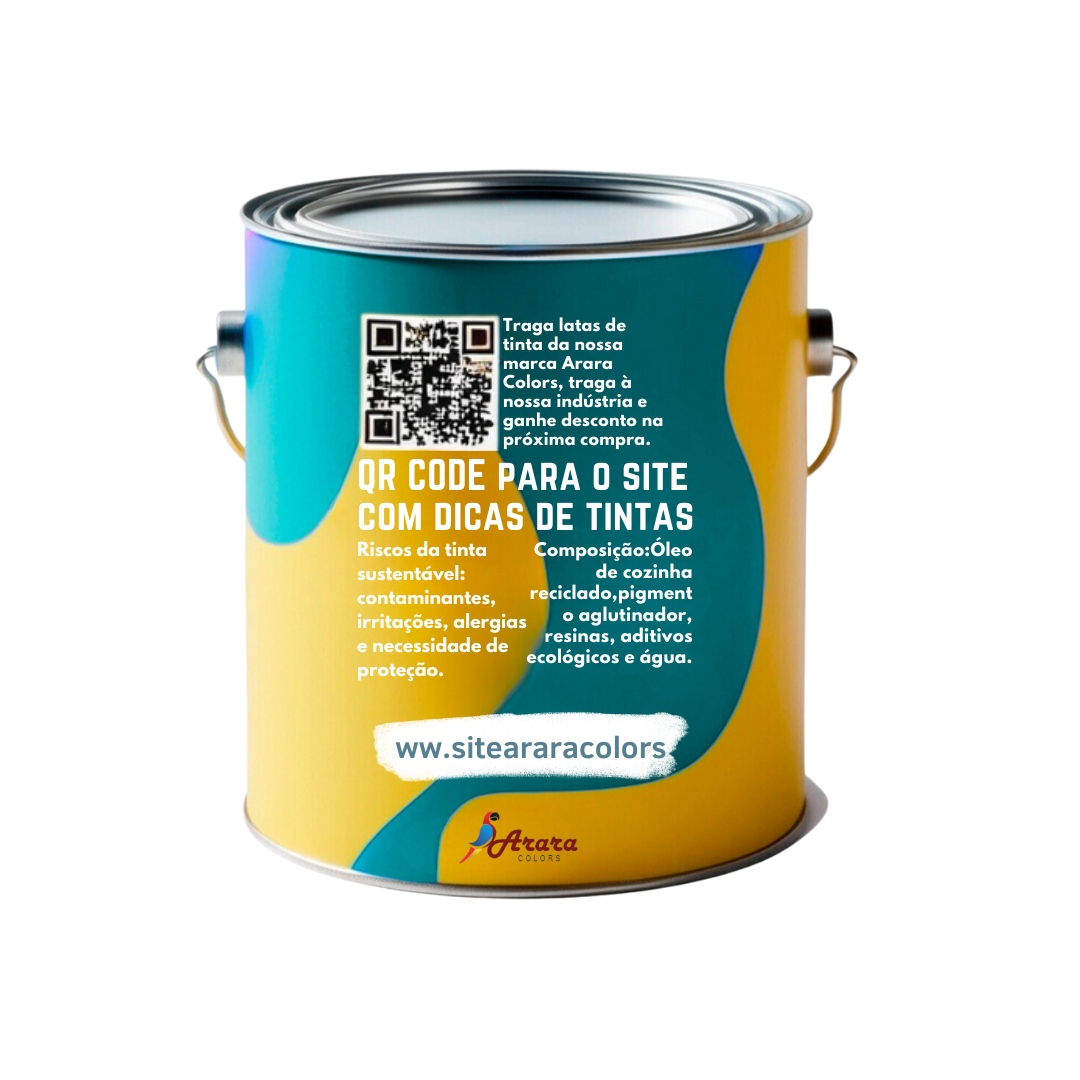 Traga latas de
tinta da nossa
marca Arara
Colors, traga à
nossa indústria e
ganhe desconto na
próxima compra.
QR CODE PARA O SITE
COM DICAS DE TINTAS
Riscos da tinta
sustentável:
contaminantes,
irritações, alergias
e necessidade de
proteção.
Composição:Óleo
de cozinha
reciclado,pigment
o aglutinador,
resinas, aditivos
ecológicos e água.
ww.siteararacolors
Arara
COLORS